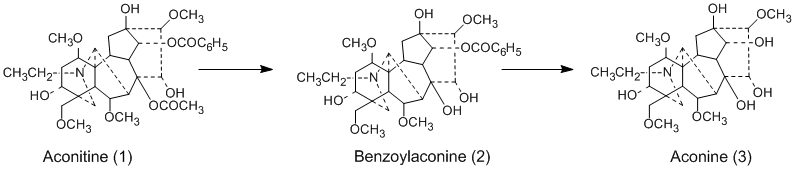 OH
OCH3
CH3O
OCOC6H5
CH3CH2
N
HO
OH
OCOCH3
OCH3
OCH3
Aconitine (1)
OH
OCH3
CH3O
OCOC6H5
CH3CH2
N
HO
OH
OH
OCH3
OCH3
Benzoylaconine (2)
OH
OCH3
CH3O
OH
CH3CH2
N
HO
OH
OH
OCH3
OCH3
Aconine (3)